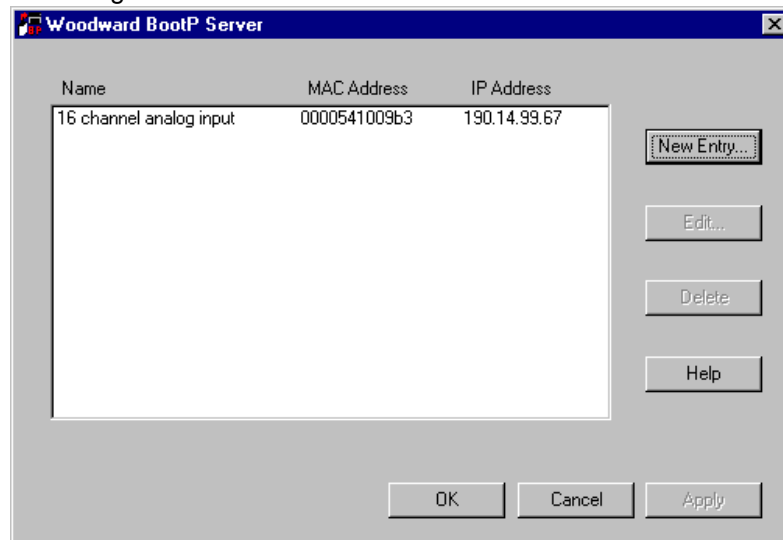 Woodward BootP Server
Name MAC Address IP Address
16 channel analog input 0000541009b3 190.14.99.67
New Entry...
Edit...
Delete
Help
OK Cancel Apply